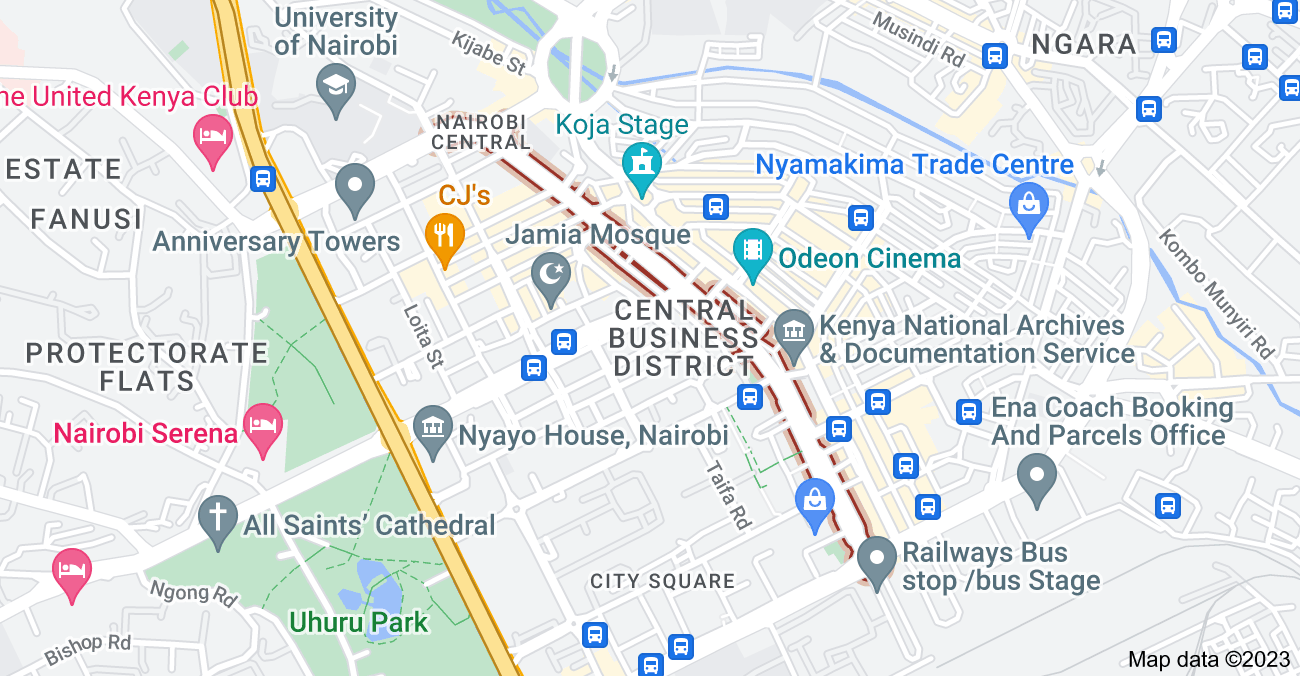 University
of Nairobi
Kijabe St
Musindi Rd
NGARA
he United Kenya Club
NAIROBI
CENTRAL
Koja Stage
Nyamakima Trade Centre
ESTATE
CJ's
FANUSI
Anniversary Towers
Jamia Mosque
Odeon Cinema
Kombo Munyiri Rd
Loita St
CENTRAL
BUSINESS
DISTRICT
Kenya National Archives
& Documentation Service
PROTECTORATE
FLATS
Nairobi Serena
Nyayo House, Nairobi
Ena Coach Booking
And Parcels Office
Taifa Rd
All Saints’ Cathedral
Railways Bus
stop /bus Stage
CITY SQUARE
Ngong Rd
Uhuru Park
Bishop Rd
Map data ©2023